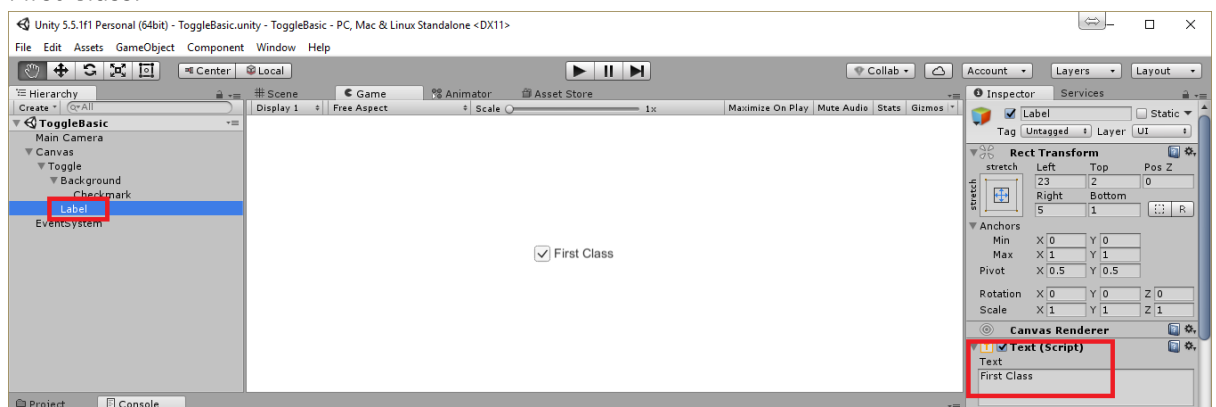 First Class.
Unity 5.5.1f1 Personal (64bit) - ToggleBasic.unity - ToggleBasic - PC, Mac & Linux Standalone <DX11>
File Edit Assets GameObject Component Window Help
Center Local Collab Account Layers Layout
Hierarchy # Scene Game Animator Asset Store Inspector Services
Create All Display 1 Free Aspect Scale 1x Maximize On Play Mute Audio Stats Gizmos Label Static
ToggleBasic Tag Untagged Layer UI
Main Camera
Canvas Rect Transform
Toggle stretch Left Top Pos Z
Background stretch 23 2 0
Checkmark Right Bottom
Label 5 1 R
EventSystem Anchors
Min X 0 Y 0
First Class Max X 1 Y 1
Pivot X 0.5 Y 0.5
Rotation X 0 Y 0 Z 0
Scale X 1 Y 1 Z 1
Canvas Renderer
Text (Script)
Text
First Class
Project Console